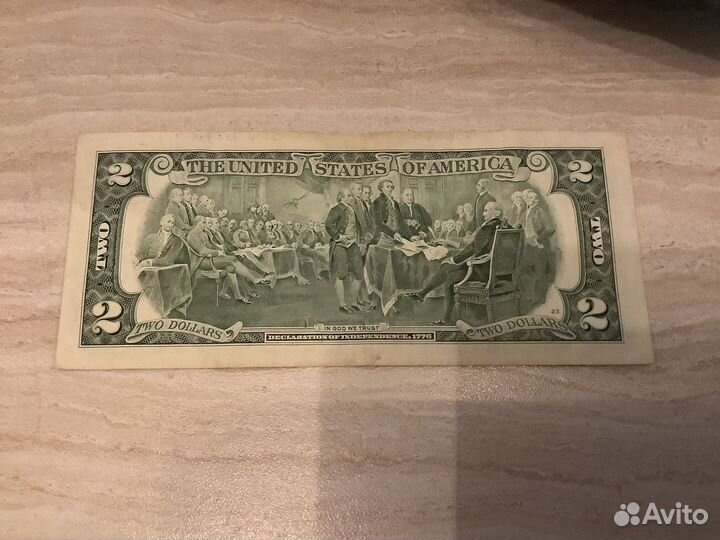 2 THE UNITED STATES OF AMERICA 2
TWO TWO
23
2 TWO DOLLARS IN GOD WE TRUST TWO DOLLARS 2
DECLARATION OF INDEPENDENCE, 1776
Avito